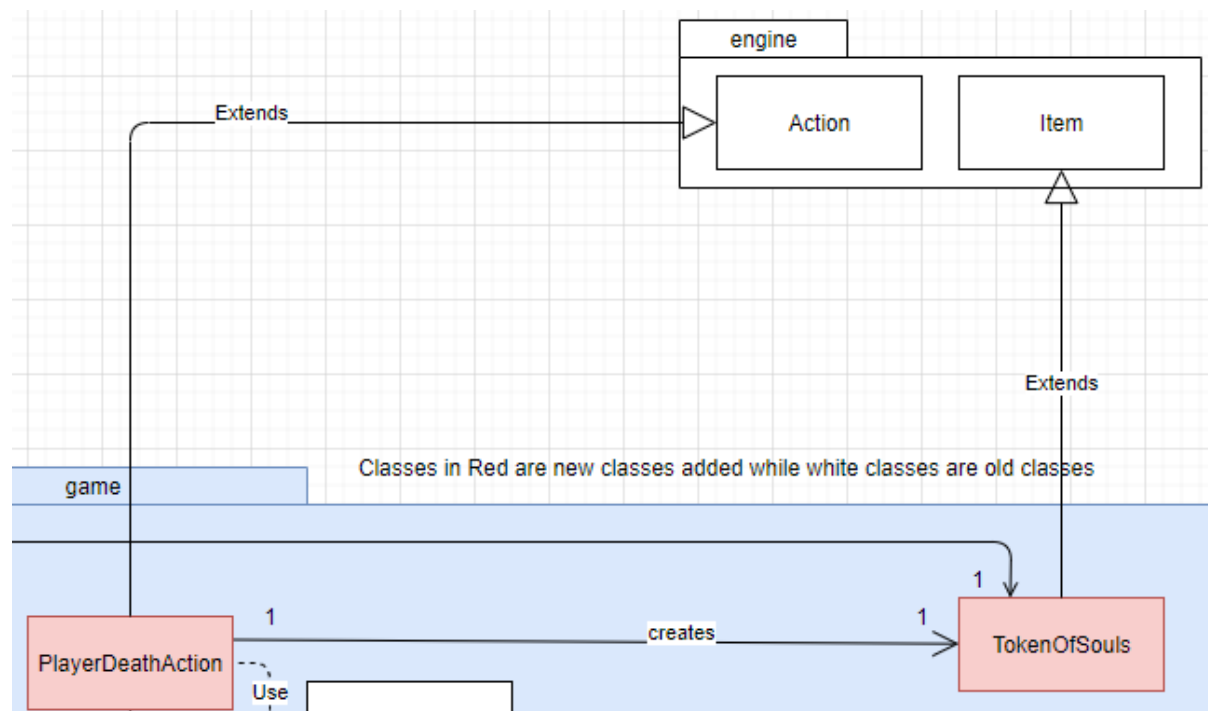 engine
Extends
Action
Item
Extends
Classes in Red are new classes added while white classes are old classes
game
1
1
1
creates
PlayerDeathAction
TokenOfSouls
Use